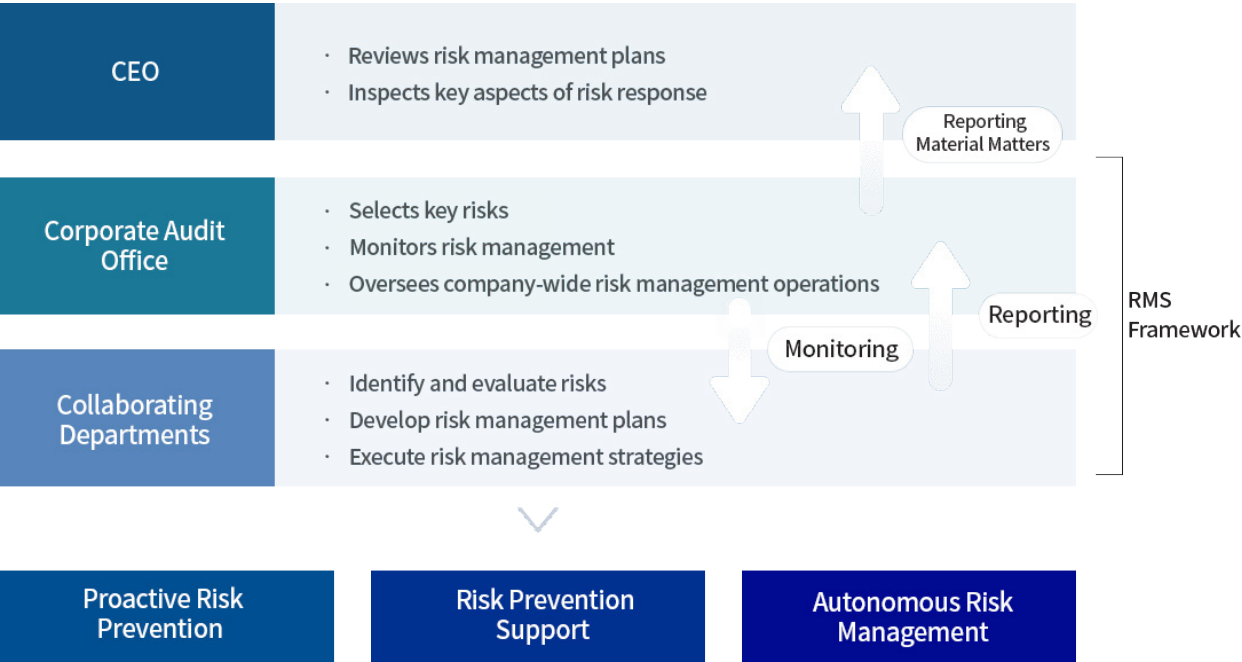 CEO
· Reviews risk management plans
· Inspects key aspects of risk response
Reporting
Material Matters
Corporate Audit
Office
· Selects key risks
· Monitors risk management
· Oversees company-wide risk management operations
Reporting
RMS
Framework
Monitoring
Collaborating
Departments
· Identify and evaluate risks
· Develop risk management plans
· Execute risk management strategies
Proactive Risk
Prevention
Risk Prevention
Support
Autonomous Risk
Management